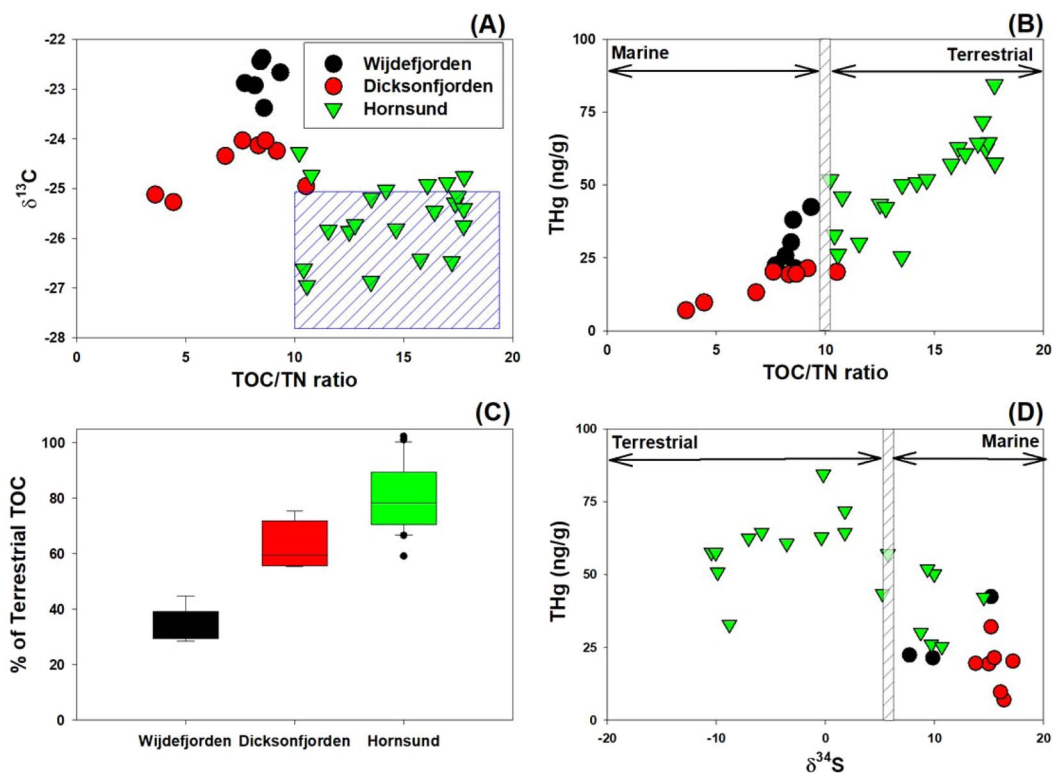 (A)
-22
-23
-24
-25
-26
-27
-28
δ13C
0 5 10 15 20
TOC/TN ratio
Wijdefjorden
Dicksonfjorden
Hornsund
(B)
Marine Terrestrial
100
75
50
25
0
THg (ng/g)
0 5 10 15 20
TOC/TN ratio
(C)
100
80
60
40
20
0
% of Terrestrial TOC
Wijdefjorden Dicksonfjorden Hornsund
(D)
Terrestrial Marine
100
75
50
25
0
THg (ng/g)
-20 -10 0 10 20
δ34S